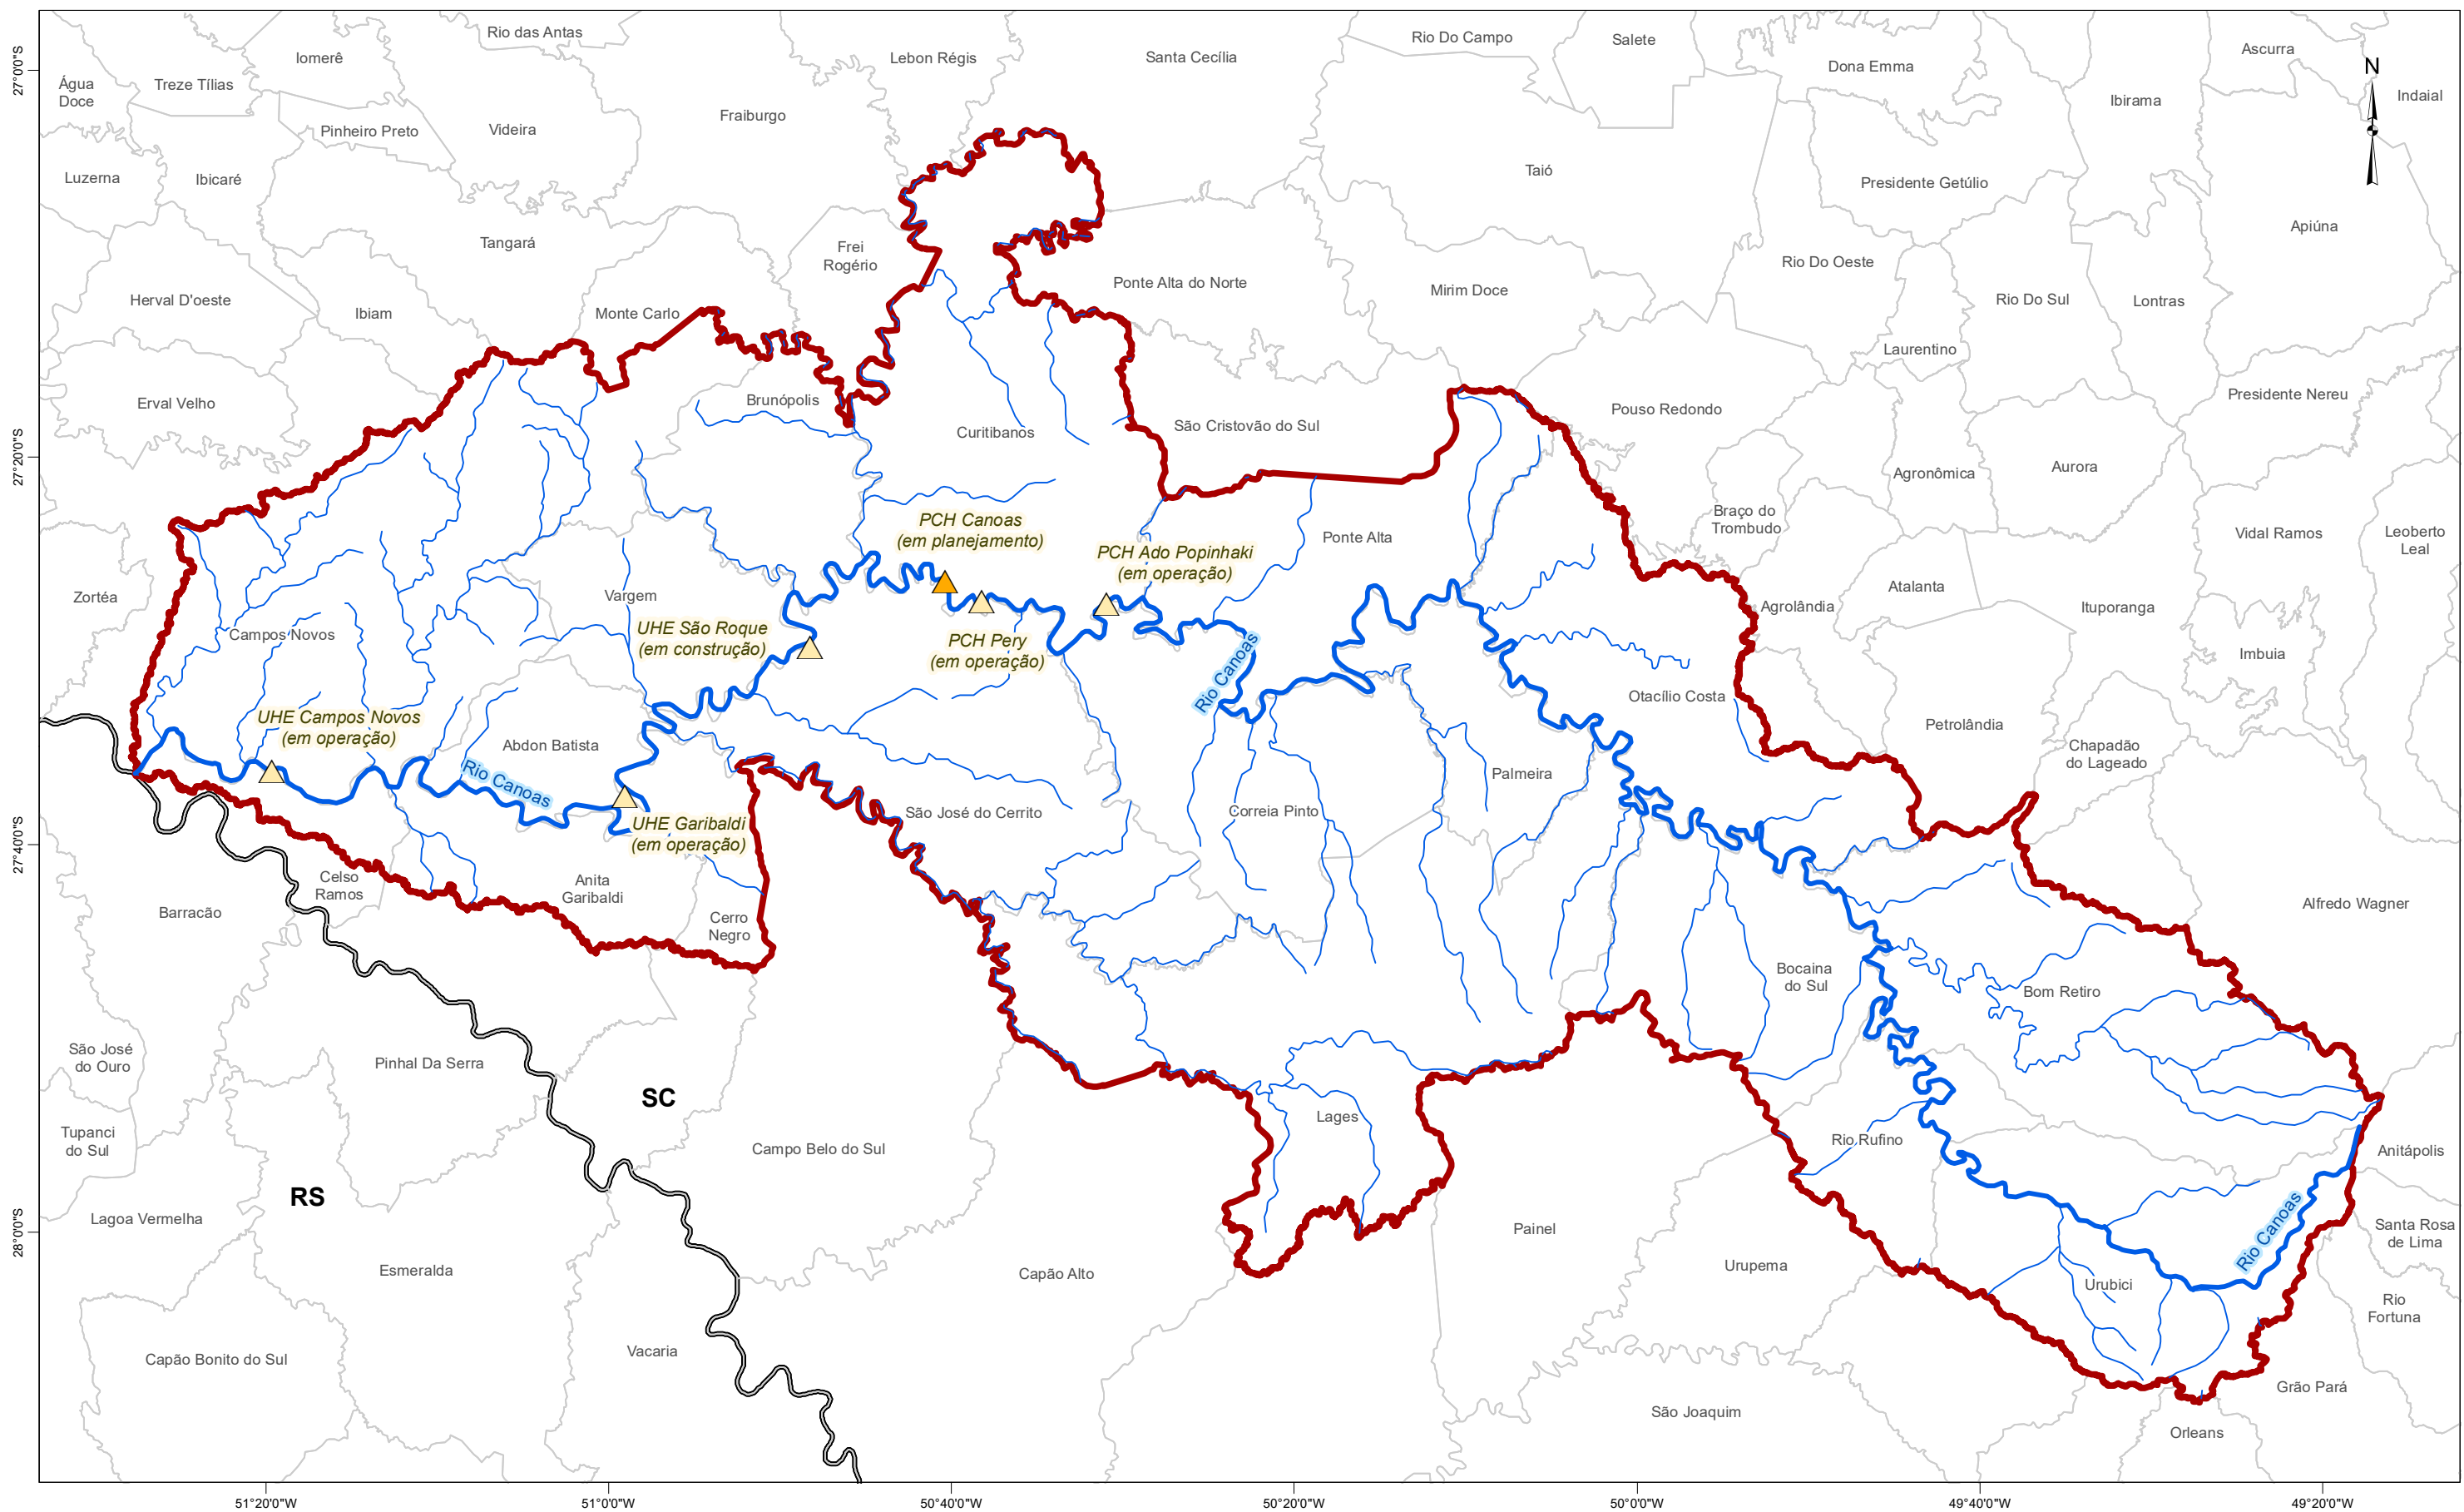 Rio das Antas
Rio Do Campo
Salete
Ascurra
Iomerê
Lebon Régis
Santa Cecília
Dona Emma
N
27°0'0"S
Água
Doce
Treze Tílias
Ibirama
Indaial
Fraiburgo
Pinheiro Preto
Videira
Taió
Luzerna
Ibicaré
Presidente Getúlio
Apiúna
Tangará
Frei
Rogério
Rio Do Oeste
Ponte Alta do Norte
Mirim Doce
Herval D'oeste
Ibiam
Monte Carlo
Rio Do Sul
Lontras
Laurentino
Erval Velho
Brunópolis
Pouso Redondo
Presidente Nereu
27°20'0"S
Curitibanos
São Cristovão do Sul
Agronômica
Aurora
Braço do
Trombudo
PCH Canoas
(em planejamento)
Ponte Alta
Vidal Ramos
Leoberto
Leal
PCH Ado Popinhaki
(em operação)
Zortéa
Vargem
Atalanta
Agrolândia
Ituporanga
Campos Novos
UHE São Roque
(em construção)
PCH Pery
(em operação)
Rio Canoas
Imbuia
Otacílio Costa
UHE Campos Novos
(em operação)
Petrolândia
Abdon Batista
Chapadão
do Lageado
Rio Canoas
Palmeira
São José do Cerrito
Correia Pinto
UHE Garibaldi
(em operação)
27°40'0"S
Celso
Ramos
Anita
Garibaldi
Barracão
Cerro
Negro
Alfredo Wagner
Bocaina
do Sul
Bom Retiro
São José
do Ouro
Pinhal Da Serra
SC
Lages
Tupanci
do Sul
Campo Belo do Sul
Rio Rufino
Anitápolis
RS
Lagoa Vermelha
Painel
Rio Canoas
Santa Rosa
de Lima
28°0'0"S
Esmeralda
Capão Alto
Urupema
Urubici
Rio
Fortuna
Capão Bonito do Sul
Vacaria
Grão Pará
São Joaquim
Orleans
51°20'0"W
51°0'0"W
50°40'0"W
50°20'0"W
50°0'0"W
49°40'0"W
49°20'0"W